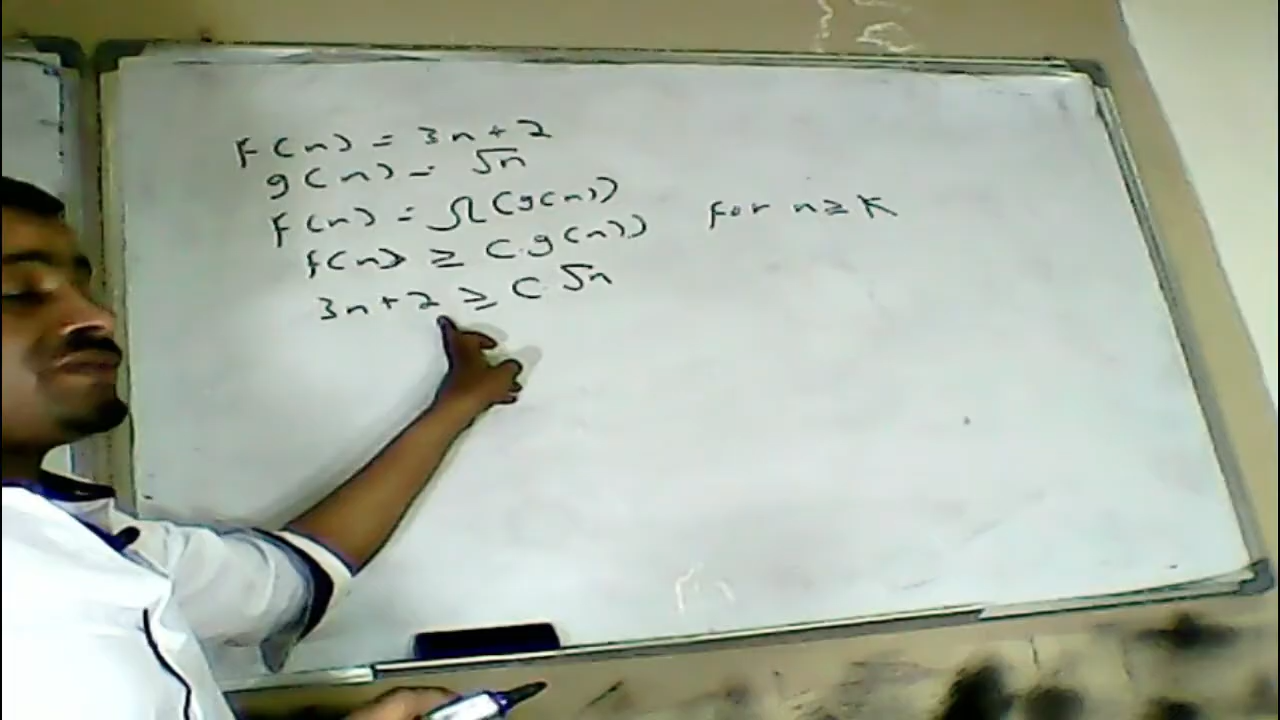 F(n) = 3n+2
g(n) = √n
F(n) = Ω(g(n))
F(n) ≥ C.g(n)) for n≥K
3n+2 ≥ C √n